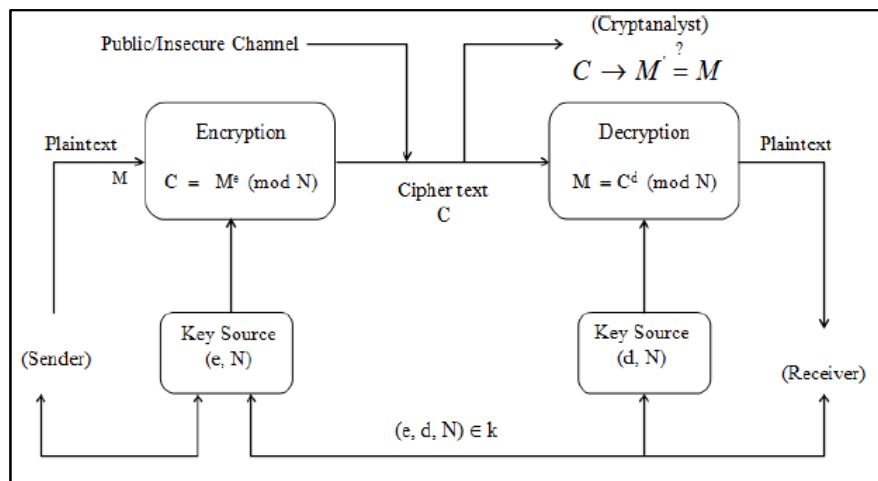 (Cryptanalyst)
Public/Insecure Channel
?
C → M' = M
Encryption
Decryption
Plaintext
Plaintext
M
C = Mᵉ (mod N)
M = Cᵈ (mod N)
Cipher text
C
Key Source
(e, N)
Key Source
(d, N)
(Sender)
(Receiver)
(e, d, N) ∈ k